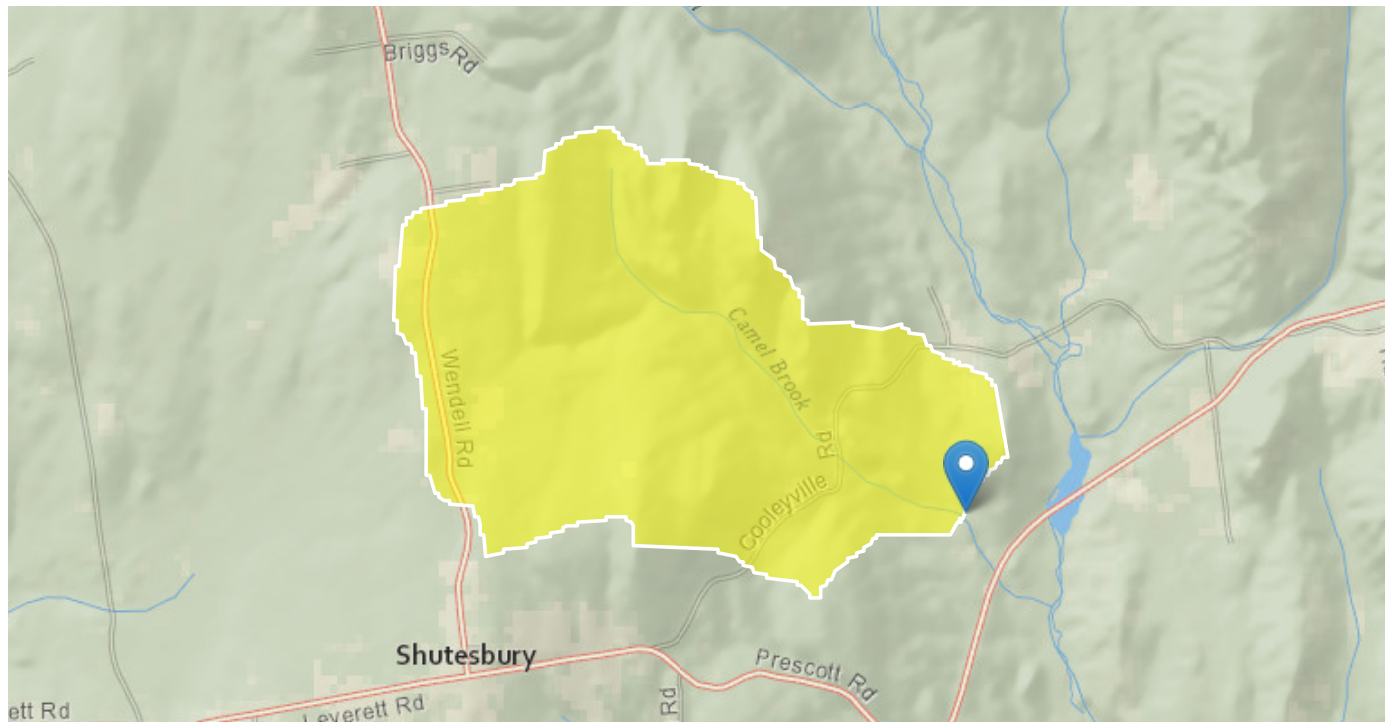 Briggs Rd
Camel Brook
Wendell Rd
Rd
Cooleyville
Shutesbury
Prescott Rd
Rd
Leverett Rd
ett Rd